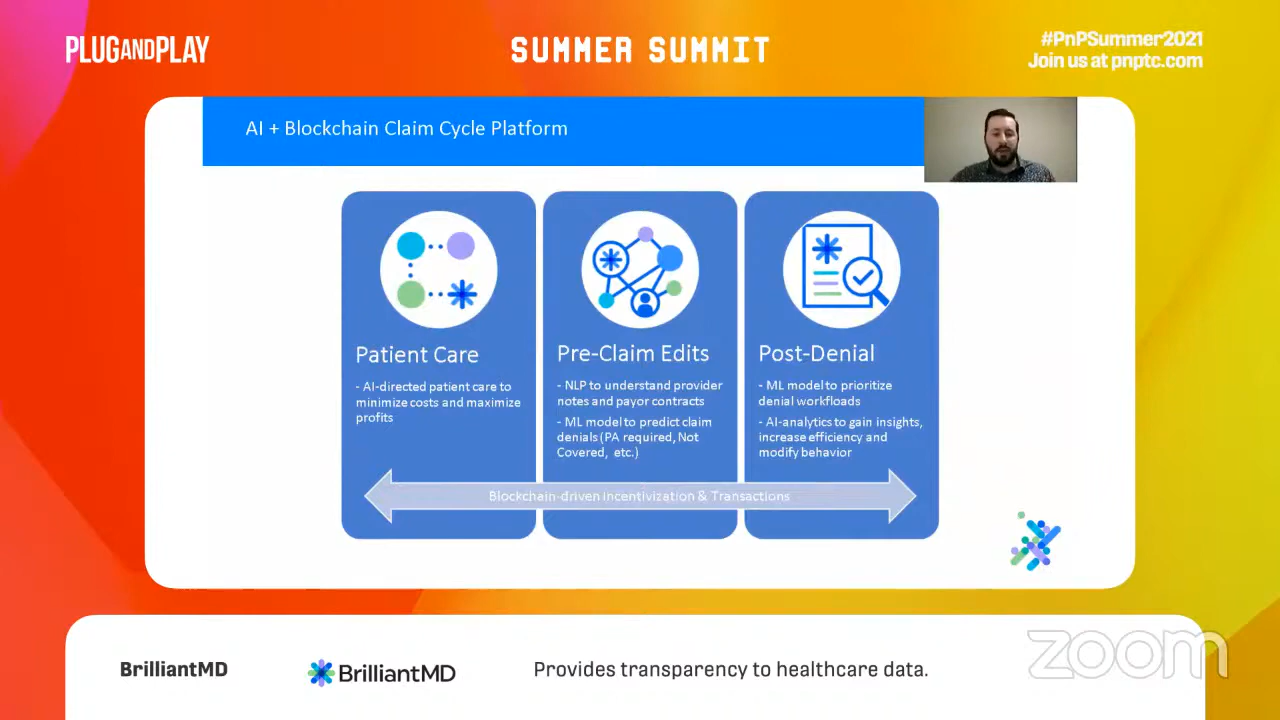 PLUGANDPLAY
SUMMER SUMMIT
#PnPSummer2021
Join us at pnptc.com
AI + Blockchain Claim Cycle Platform
Patient Care
- AI-directed patient care to
minimize costs and maximize
profits
Pre-Claim Edits
- NLP to understand provider
notes and payor contracts
- ML model to predict claim
denials (PA required, Not
Covered, etc.)
Post-Denial
- ML model to prioritize
denial workfloads
- AI-analytics to gain insights,
increase efficiency and
modify behavior
Blockchain-driven Incentivization & Transactions
BrilliantMD
BrilliantMD
Provides transparency to healthcare data.
zoom